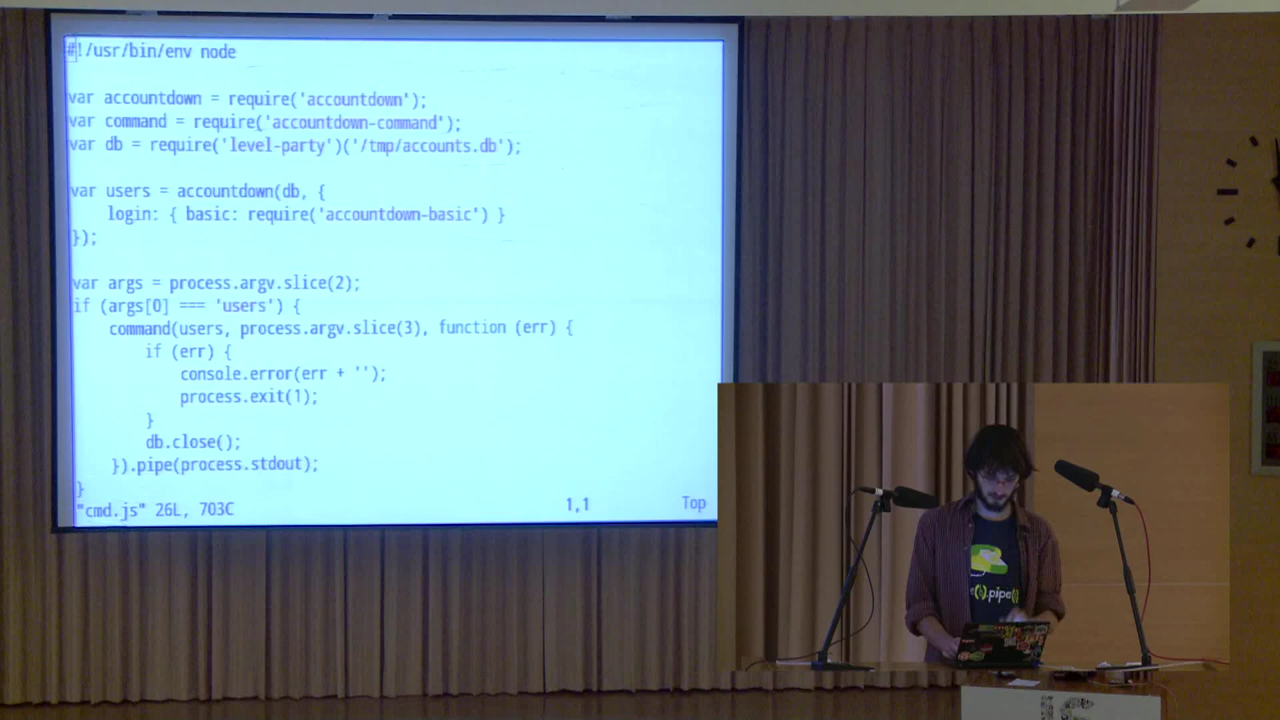 #!/usr/bin/env node
var accountdown = require('accountdown');
var command = require('accountdown-command');
var db = require('level-party')('/tmp/accounts.db');
var users = accountdown(db, {
login: { basic: require('accountdown-basic') }
});
var args = process.argv.slice(2);
if (args[0] === 'users') {
command(users, process.argv.slice(3), function (err) {
if (err) {
console.error(err + '');
process.exit(1);
}
db.close();
}).pipe(process.stdout);
}
"cmd.js" 26L, 703C 1,1 Top
().pipe()